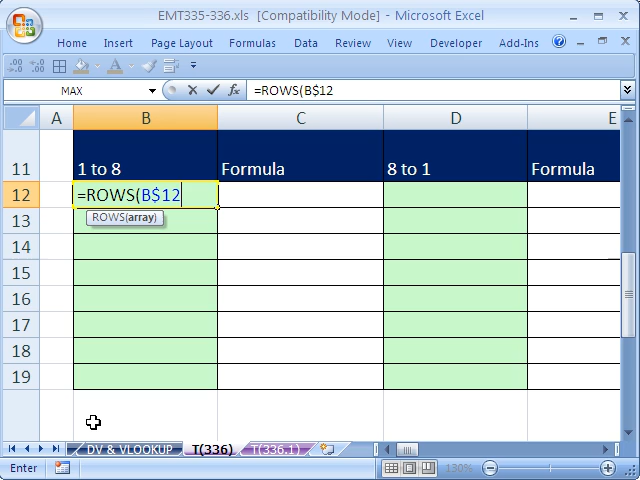 EMT335-336.xls [Compatibility Mode] - Microsoft Excel
Home Insert Page Layout Formulas Data Review View Developer Add-Ins
MAX fx =ROWS(B$12
A B C D E
11 1 to 8 Formula 8 to 1 Formula
12 =ROWS(B$12
13 ROWS(array)
14
15
16
17
18
19
DV & VLOOKUP T(336) T(336,1)
Enter 130%